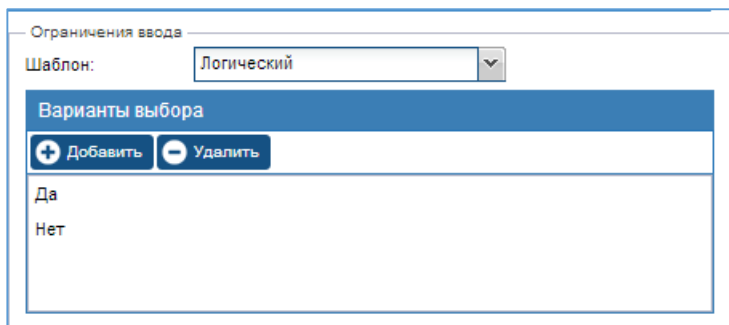 Ограничения ввода
Шаблон: Логический
Варианты выбора
Добавить Удалить
Да
Нет